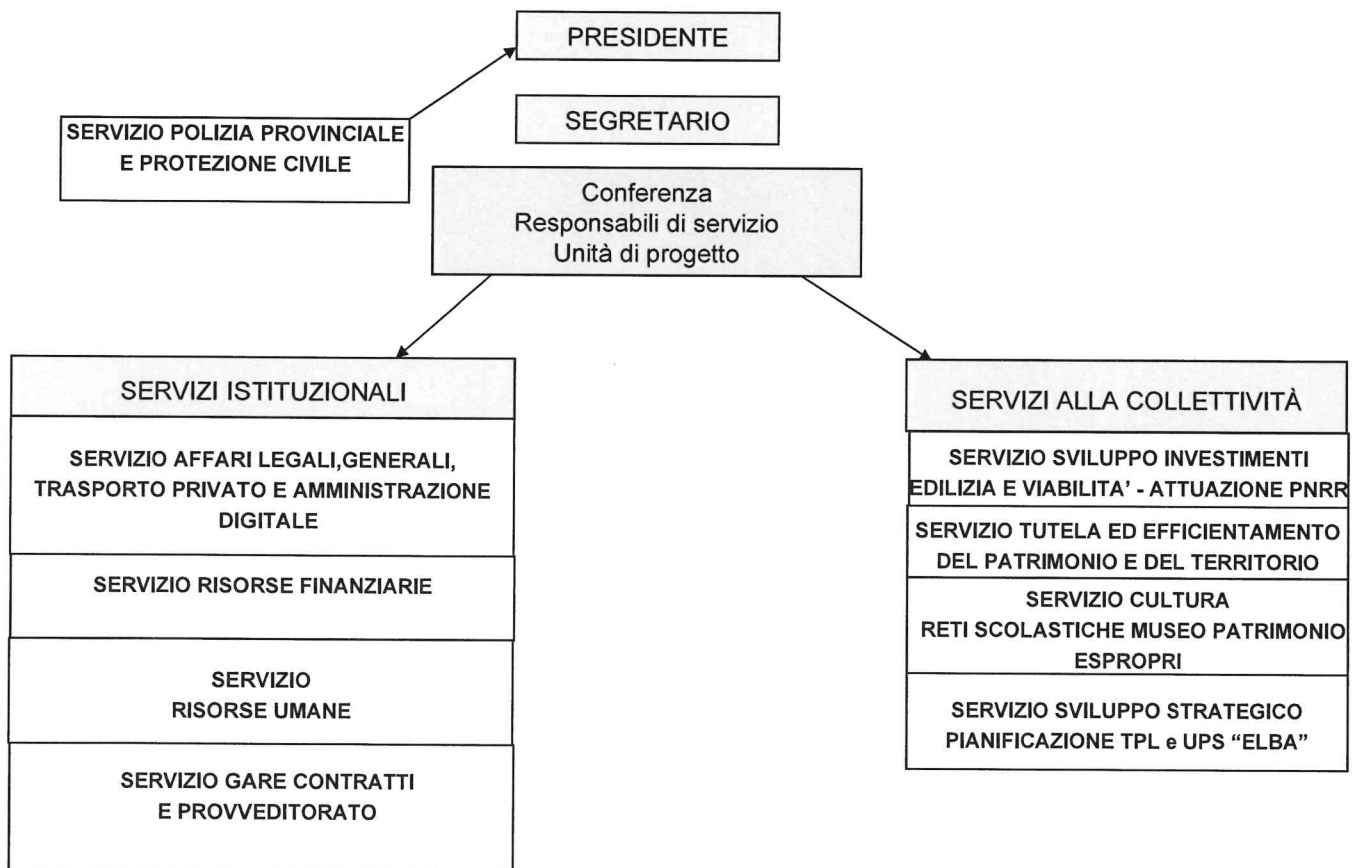 PRESIDENTE
SEGRETARIO
SERVIZIO POLIZIA PROVINCIALE
E PROTEZIONE CIVILE
Conferenza
Responsabili di servizio
Unità di progetto
SERVIZI ISTITUZIONALI
SERVIZIO AFFARI LEGALI,GENERALI,
TRASPORTO PRIVATO E AMMINISTRAZIONE
DIGITALE
SERVIZIO RISORSE FINANZIARIE
SERVIZIO
RISORSE UMANE
SERVIZIO GARE CONTRATTI
E PROVVEDITORATO
SERVIZI ALLA COLLETTIVITÀ
SERVIZIO SVILUPPO INVESTIMENTI
EDILIZIA E VIABILITA' - ATTUAZIONE PNRR
SERVIZIO TUTELA ED EFFICIENTAMENTO
DEL PATRIMONIO E DEL TERRITORIO
SERVIZIO CULTURA
RETI SCOLASTICHE MUSEO PATRIMONIO
ESPROPRI
SERVIZIO SVILUPPO STRATEGICO
PIANIFICAZIONE TPL e UPS “ELBA”